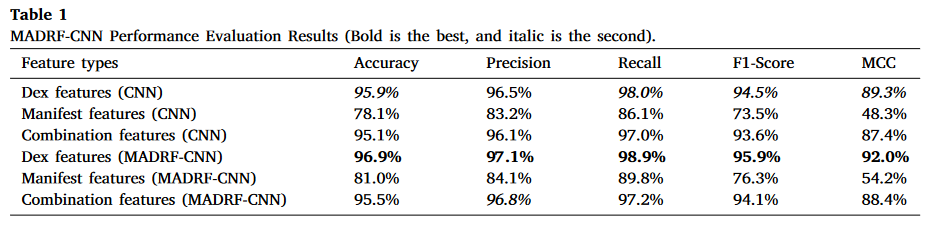 Table 1
MADRF-CNN Performance Evaluation Results (Bold is the best, and italic is the second).
Feature types Accuracy Precision Recall F1-Score MCC
Dex features (CNN) 95.9% 96.5% 98.0% 94.5% 89.3%
Manifest features (CNN) 78.1% 83.2% 86.1% 73.5% 48.3%
Combination features (CNN) 95.1% 96.1% 97.0% 93.6% 87.4%
Dex features (MADRF-CNN) 96.9% 97.1% 98.9% 95.9% 92.0%
Manifest features (MADRF-CNN) 81.0% 84.1% 89.8% 76.3% 54.2%
Combination features (MADRF-CNN) 95.5% 96.8% 97.2% 94.1% 88.4%